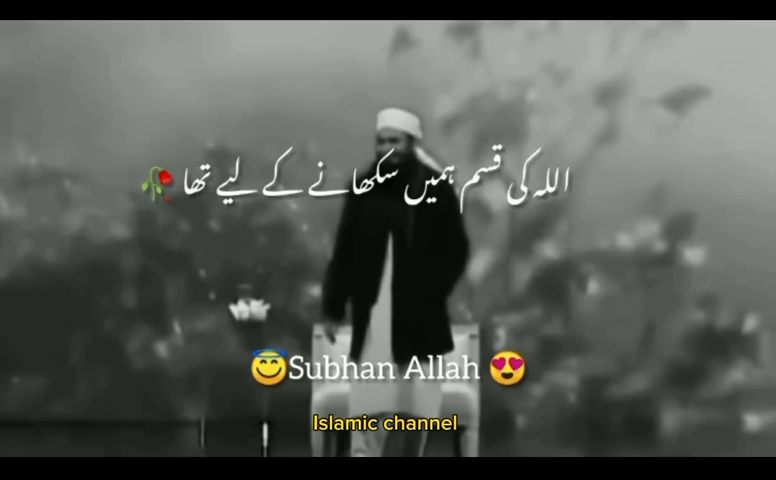 اللہ کی قسم ہمیں سکھانے کے لیے تھا 🥀
😇Subhan Allah 😍
Islamic channel